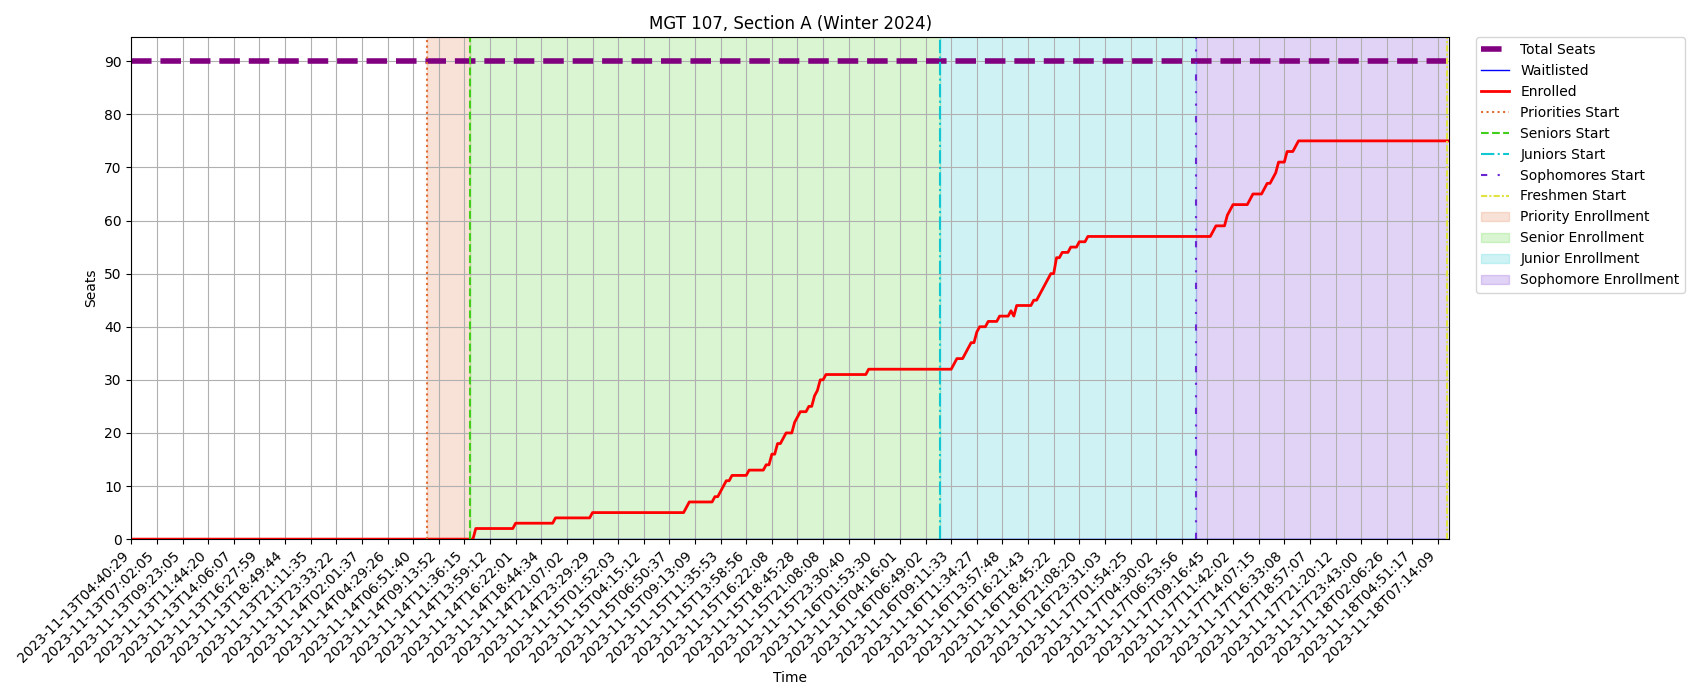 MGT 107, Section A (Winter 2024)
Total Seats
Waitlisted
Enrolled
Priorities Start
Seniors Start
Juniors Start
Sophomores Start
Freshmen Start
Priority Enrollment
Senior Enrollment
Junior Enrollment
Sophomore Enrollment
Seats
90
80
70
60
50
40
30
20
10
0
2023-11-13T04:40:29
2023-11-13T07:02:05
2023-11-13T09:23:05
2023-11-13T11:44:20
2023-11-13T14:06:07
2023-11-13T16:27:59
2023-11-13T18:49:44
2023-11-13T21:11:35
2023-11-13T23:33:22
2023-11-14T02:01:37
2023-11-14T04:29:26
2023-11-14T06:51:40
2023-11-14T09:13:52
2023-11-14T11:36:15
2023-11-14T13:59:12
2023-11-14T16:22:01
2023-11-14T18:44:34
2023-11-14T21:07:02
2023-11-14T23:29:29
2023-11-15T01:52:03
2023-11-15T04:15:12
2023-11-15T06:50:37
2023-11-15T09:13:09
2023-11-15T11:35:53
2023-11-15T13:58:56
2023-11-15T16:22:08
2023-11-15T18:45:28
2023-11-15T21:08:08
2023-11-15T23:30:40
2023-11-16T01:53:30
2023-11-16T04:16:01
2023-11-16T06:49:02
2023-11-16T09:11:33
2023-11-16T11:34:27
2023-11-16T13:57:48
2023-11-16T16:21:43
2023-11-16T18:45:22
2023-11-16T21:08:20
2023-11-16T23:31:03
2023-11-17T01:54:25
2023-11-17T04:30:02
2023-11-17T06:53:56
2023-11-17T09:16:45
2023-11-17T11:42:02
2023-11-17T14:07:15
2023-11-17T16:33:08
2023-11-17T18:57:07
2023-11-17T21:20:12
2023-11-17T23:43:00
2023-11-18T02:06:26
2023-11-18T04:51:17
2023-11-18T07:14:09
Time